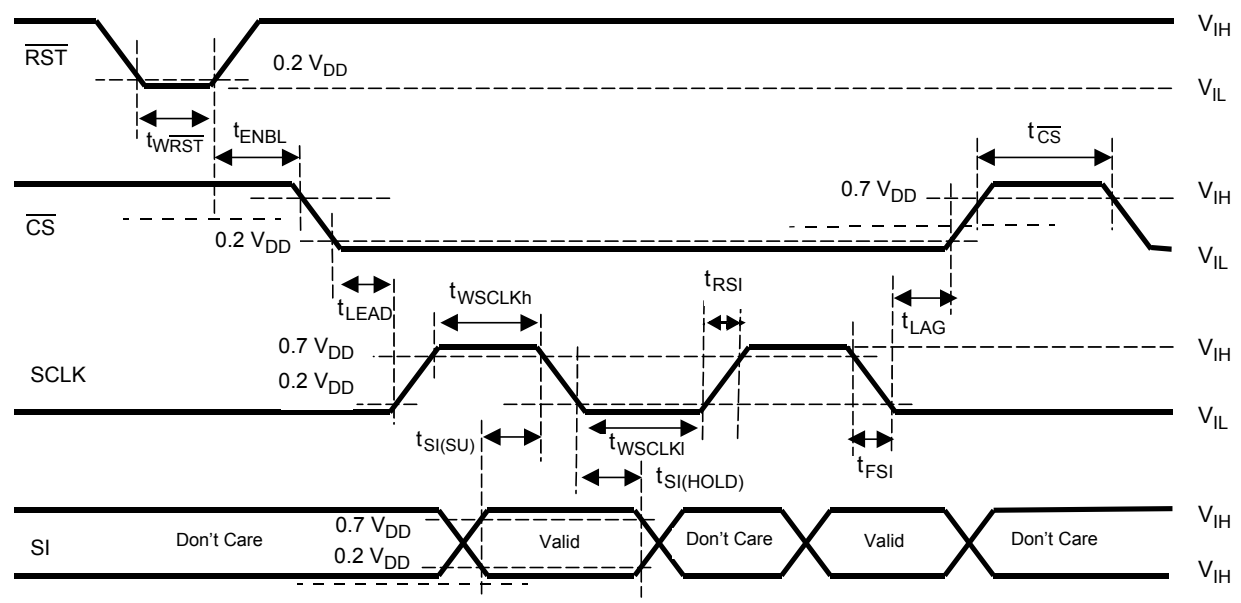 V_IH
RST
0.2 V_DD
V_IL
t_WRST
t_ENBL
t_CS
0.7 V_DD
V_IH
CS
0.2 V_DD
V_IL
t_LEAD
t_WSCLKh
t_RSI
t_LAG
0.7 V_DD
V_IH
SCLK
0.2 V_DD
V_IL
t_SI(SU)
t_WSCLKl
t_SI(HOLD)
t_FSI
0.7 V_DD
V_IH
SI
Don't Care
Valid
Don't Care
Valid
Don't Care
0.2 V_DD
V_IH